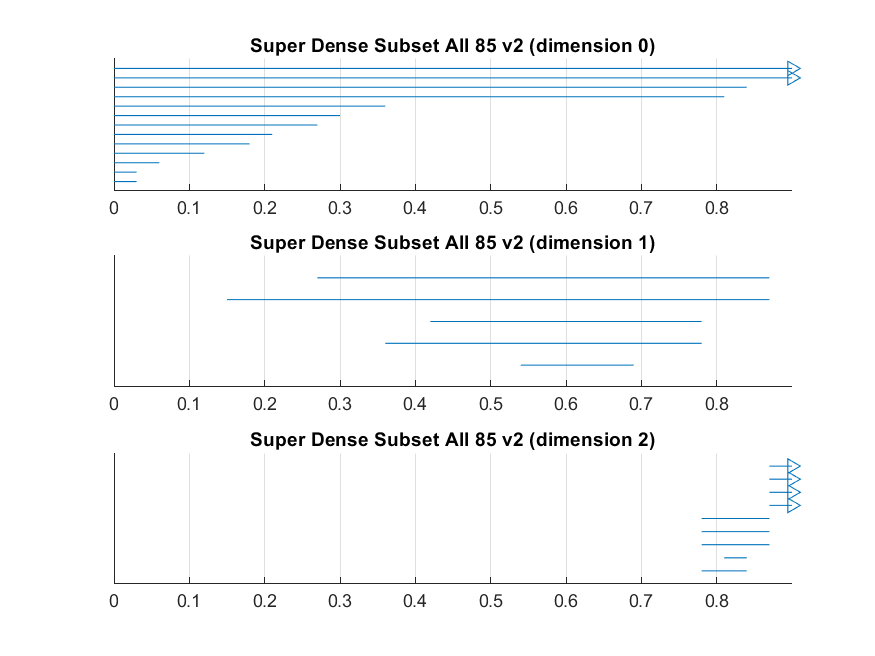 Super Dense Subset All 85 v2 (dimension 0)
0 0.1 0.2 0.3 0.4 0.5 0.6 0.7 0.8
Super Dense Subset All 85 v2 (dimension 1)
0 0.1 0.2 0.3 0.4 0.5 0.6 0.7 0.8
Super Dense Subset All 85 v2 (dimension 2)
0 0.1 0.2 0.3 0.4 0.5 0.6 0.7 0.8